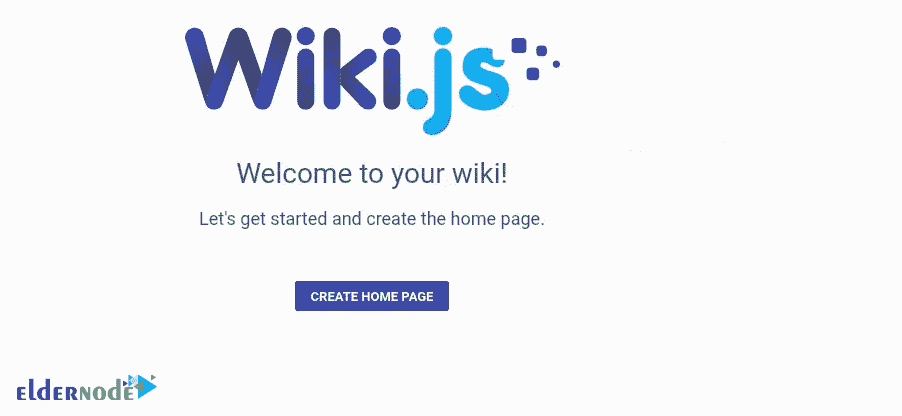 Wiki.js
Welcome to your wiki!
Let's get started and create the home page.
CREATE HOME PAGE
elderNode